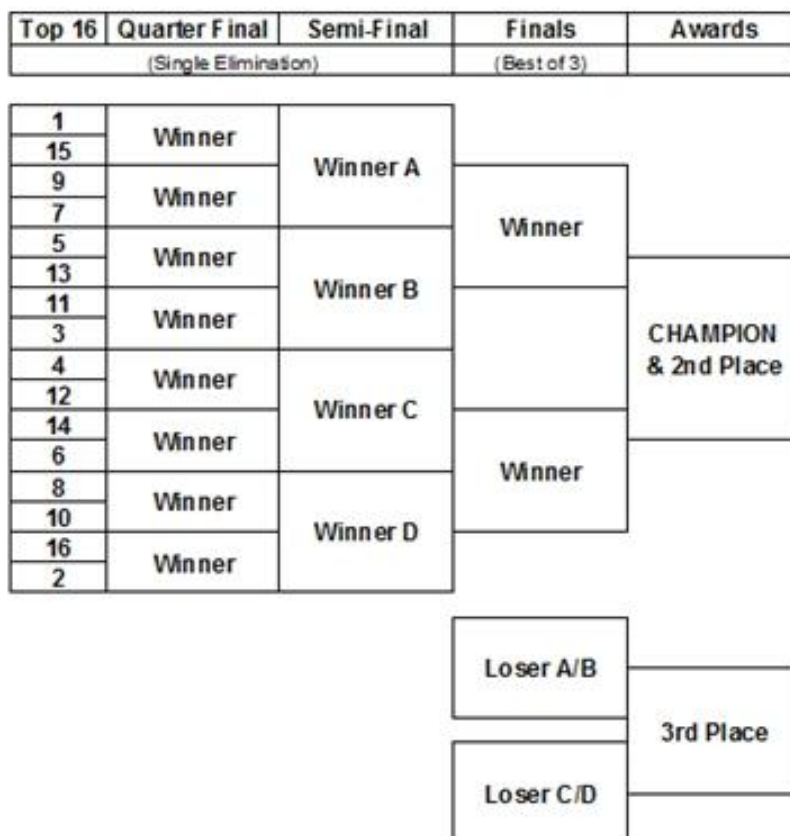 Top 16 Quarter Final Semi-Final Finals Awards
(Single Elimination) (Best of 3)
1
15
Winner
9
7
Winner
Winner A
5
13
Winner
11
3
Winner
Winner B
Winner
4
12
Winner
14
6
Winner
Winner C
8
10
Winner
16
2
Winner
Winner D
Winner
CHAMPION
& 2nd Place
Loser A/B
Loser C/D
3rd Place